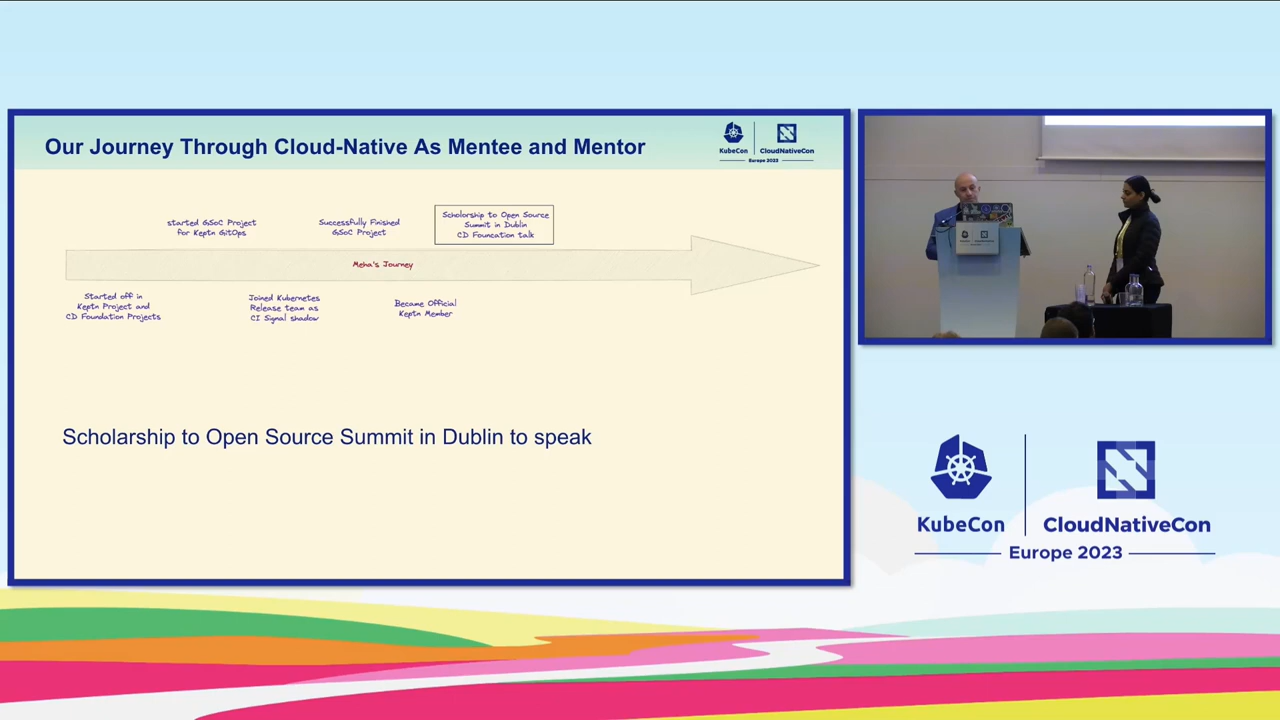 Our Journey Through Cloud-Native As Mentee and Mentor
KubeCon
CloudNativeCon
Europe 2023
started GSoC Project
for Keptn GitOps
Successfully Finished
GSoC Project
Scholorship to Open Source
Summit in Dublin
CD Founcation talk
Meha's Journey
Started off in
Keptn Project and
CD Foundation Projects
Joined Kubernetes
Release team as
CI Signal shadow
Became Official
Keptn Member
Scholarship to Open Source Summit in Dublin to speak
KubeCon
CloudNativeCon
Europe 2023